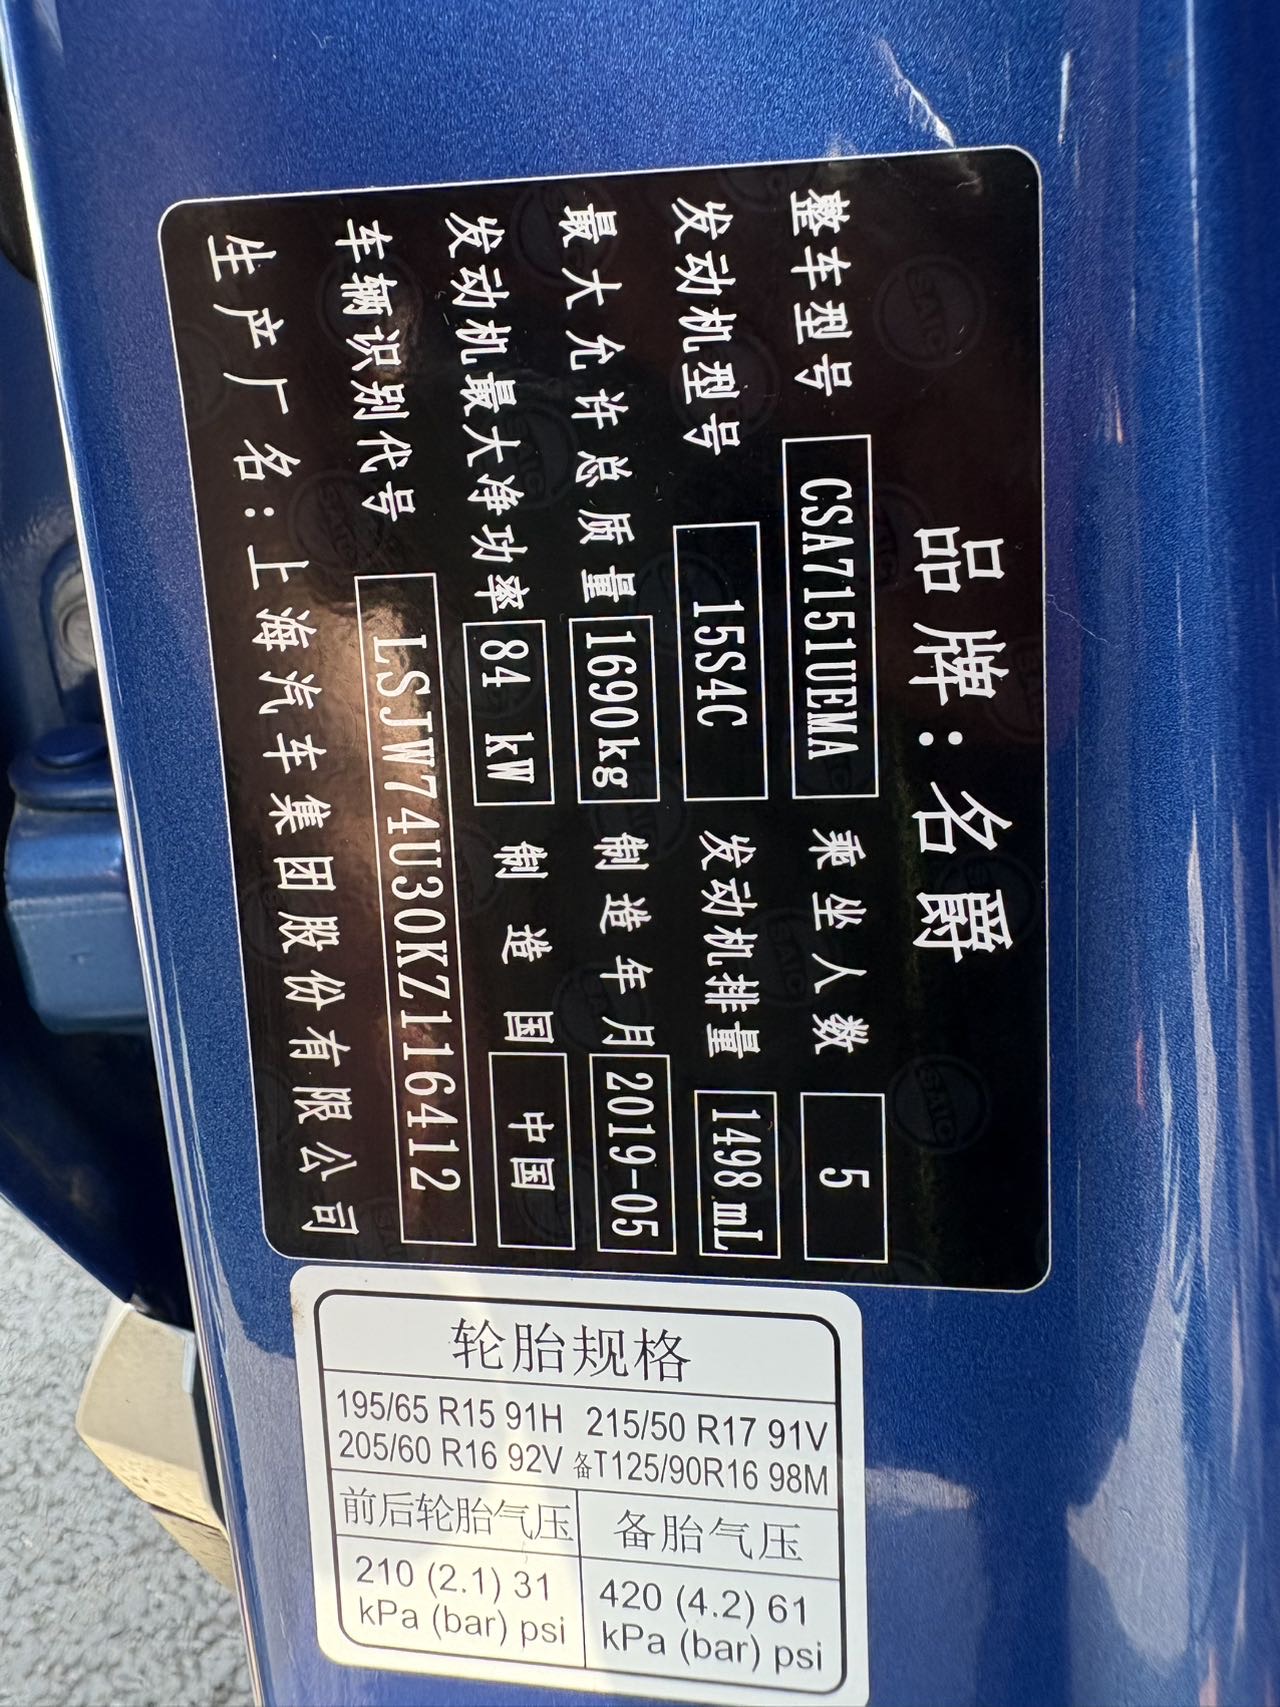 品牌：名爵
整车型号 CSA7151UEMA 乘坐人数 5
发动机型号 15S4C 发动机排量 1498mL
最大允许总质量 1690kg 制造年月 2019-05
发动机最大净功率 84 kW 制造国 中国
车辆识别代号 LSJW74U30KZ116412
生产厂名：上海汽车集团股份有限公司
轮胎规格
195/65 R15 91H 215/50 R17 91V
205/60 R16 92V 备T125/90R16 98M
前后轮胎气压 备胎气压
210 (2.1) 31 420 (4.2) 61
kPa (bar) psi kPa (bar) psi